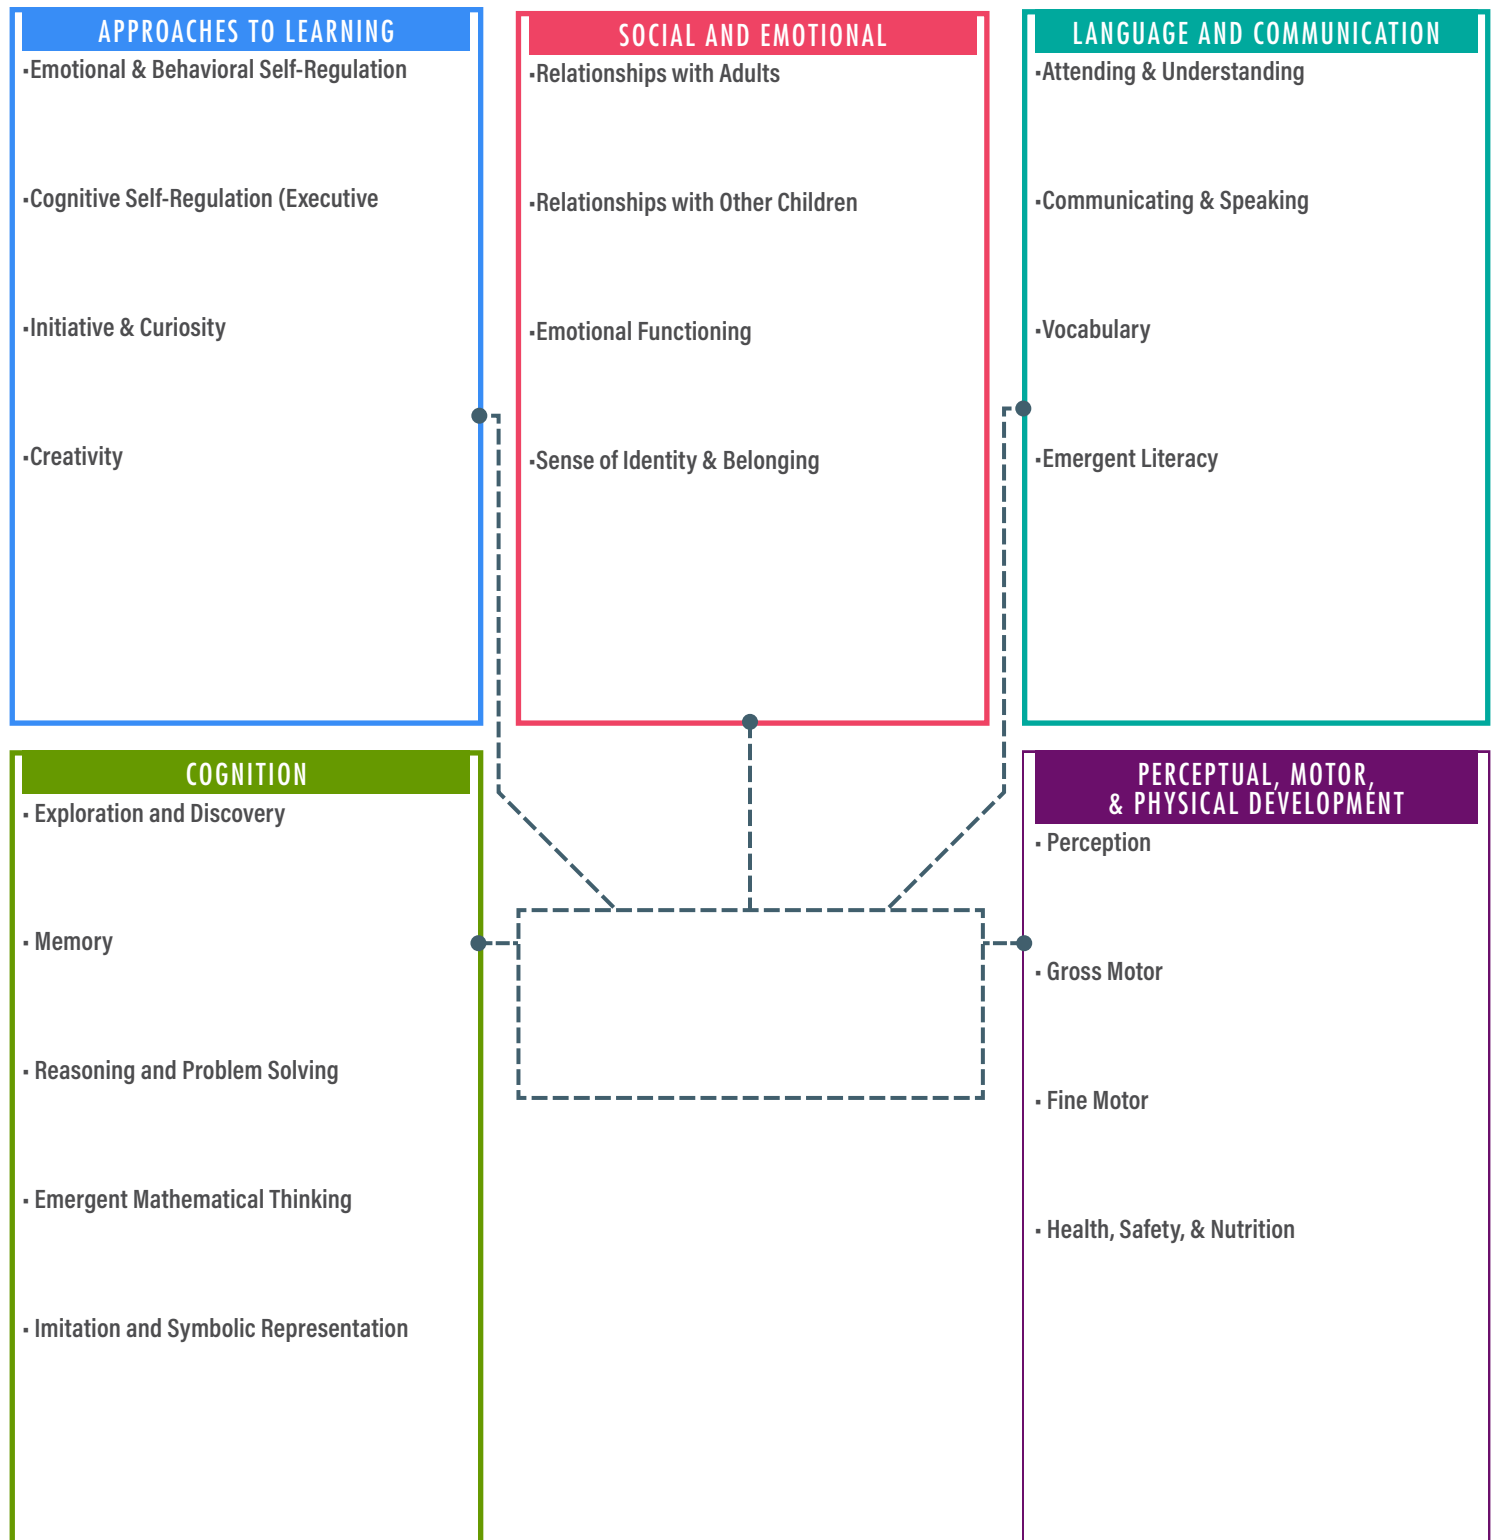 APPROACHES TO LEARNING
▪Emotional & Behavioral Self-Regulation
▪Cognitive Self-Regulation (Executive
▪Initiative & Curiosity
▪Creativity
SOCIAL AND EMOTIONAL
▪Relationships with Adults
▪Relationships with Other Children
▪Emotional Functioning
▪Sense of Identity & Belonging
LANGUAGE AND COMMUNICATION
▪Attending & Understanding
▪Communicating & Speaking
▪Vocabulary
▪Emergent Literacy
COGNITION
▪ Exploration and Discovery
▪ Memory
▪ Reasoning and Problem Solving
▪ Emergent Mathematical Thinking
▪ Imitation and Symbolic Representation
PERCEPTUAL, MOTOR,
& PHYSICAL DEVELOPMENT
▪ Perception
▪ Gross Motor
▪ Fine Motor
▪ Health, Safety, & Nutrition